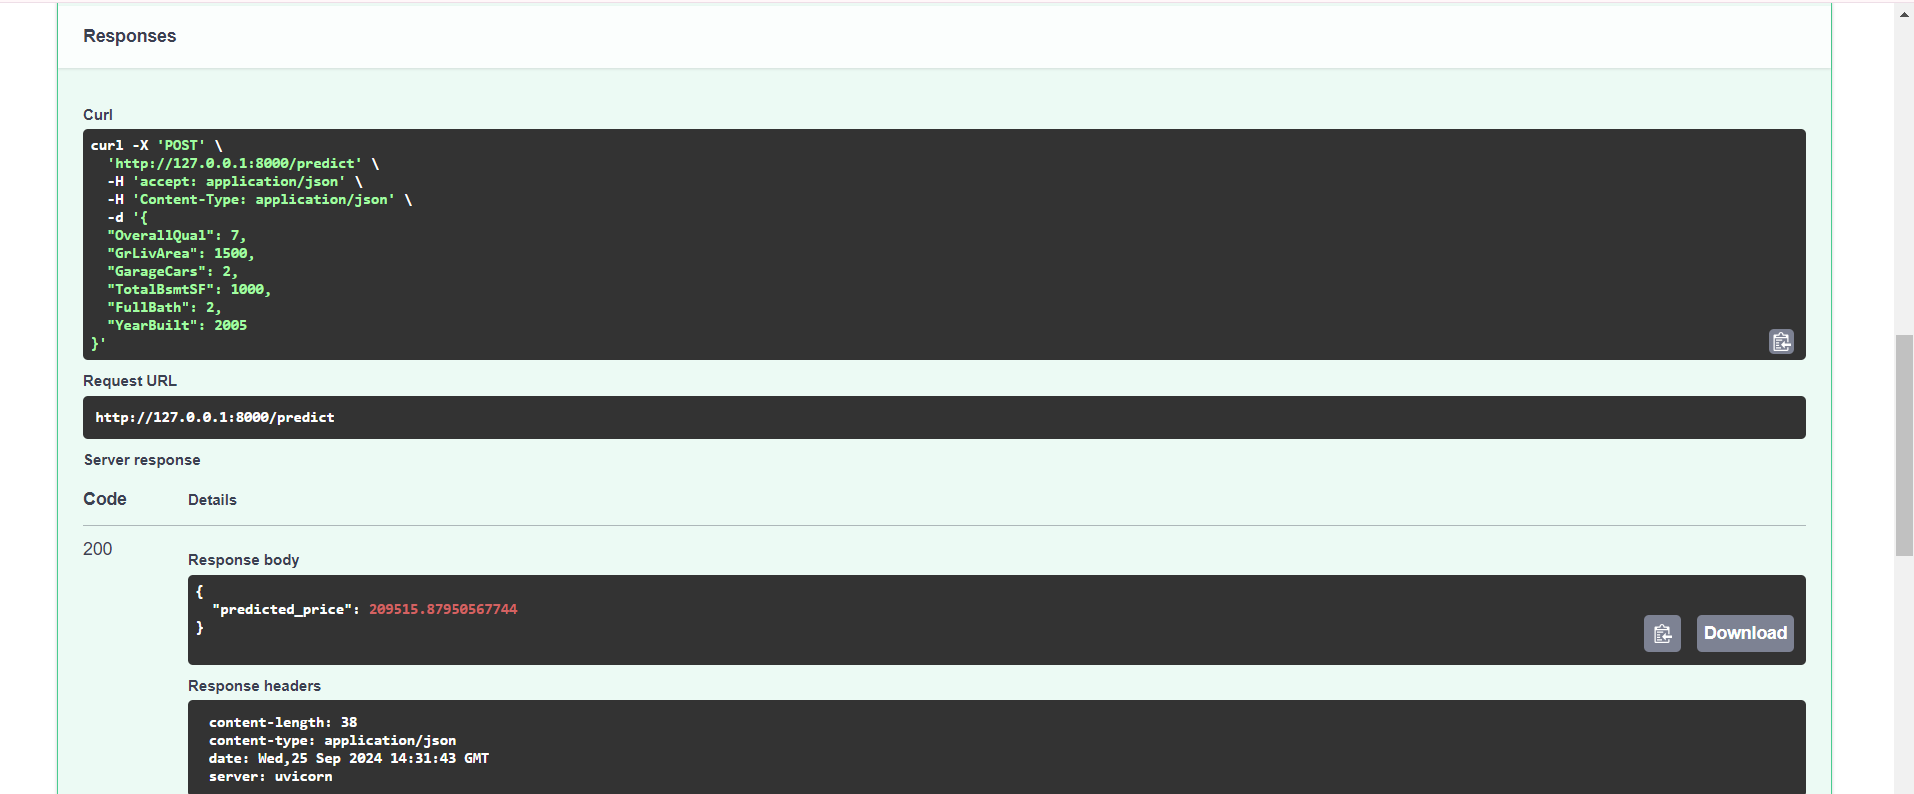 Responses
Curl
curl -X 'POST' \
'http://127.0.0.1:8000/predict' \
-H 'accept: application/json' \
-H 'Content-Type: application/json' \
-d '{
"OverallQual": 7,
"GrLivArea": 1500,
"GarageCars": 2,
"TotalBsmtSF": 1000,
"FullBath": 2,
"YearBuilt": 2005
}'
Request URL
http://127.0.0.1:8000/predict
Server response
Code Details
200
Response body
{
"predicted_price": 209515.87950567744
}
Download
Response headers
content-length: 38
content-type: application/json
date: Wed,25 Sep 2024 14:31:43 GMT
server: uvicorn